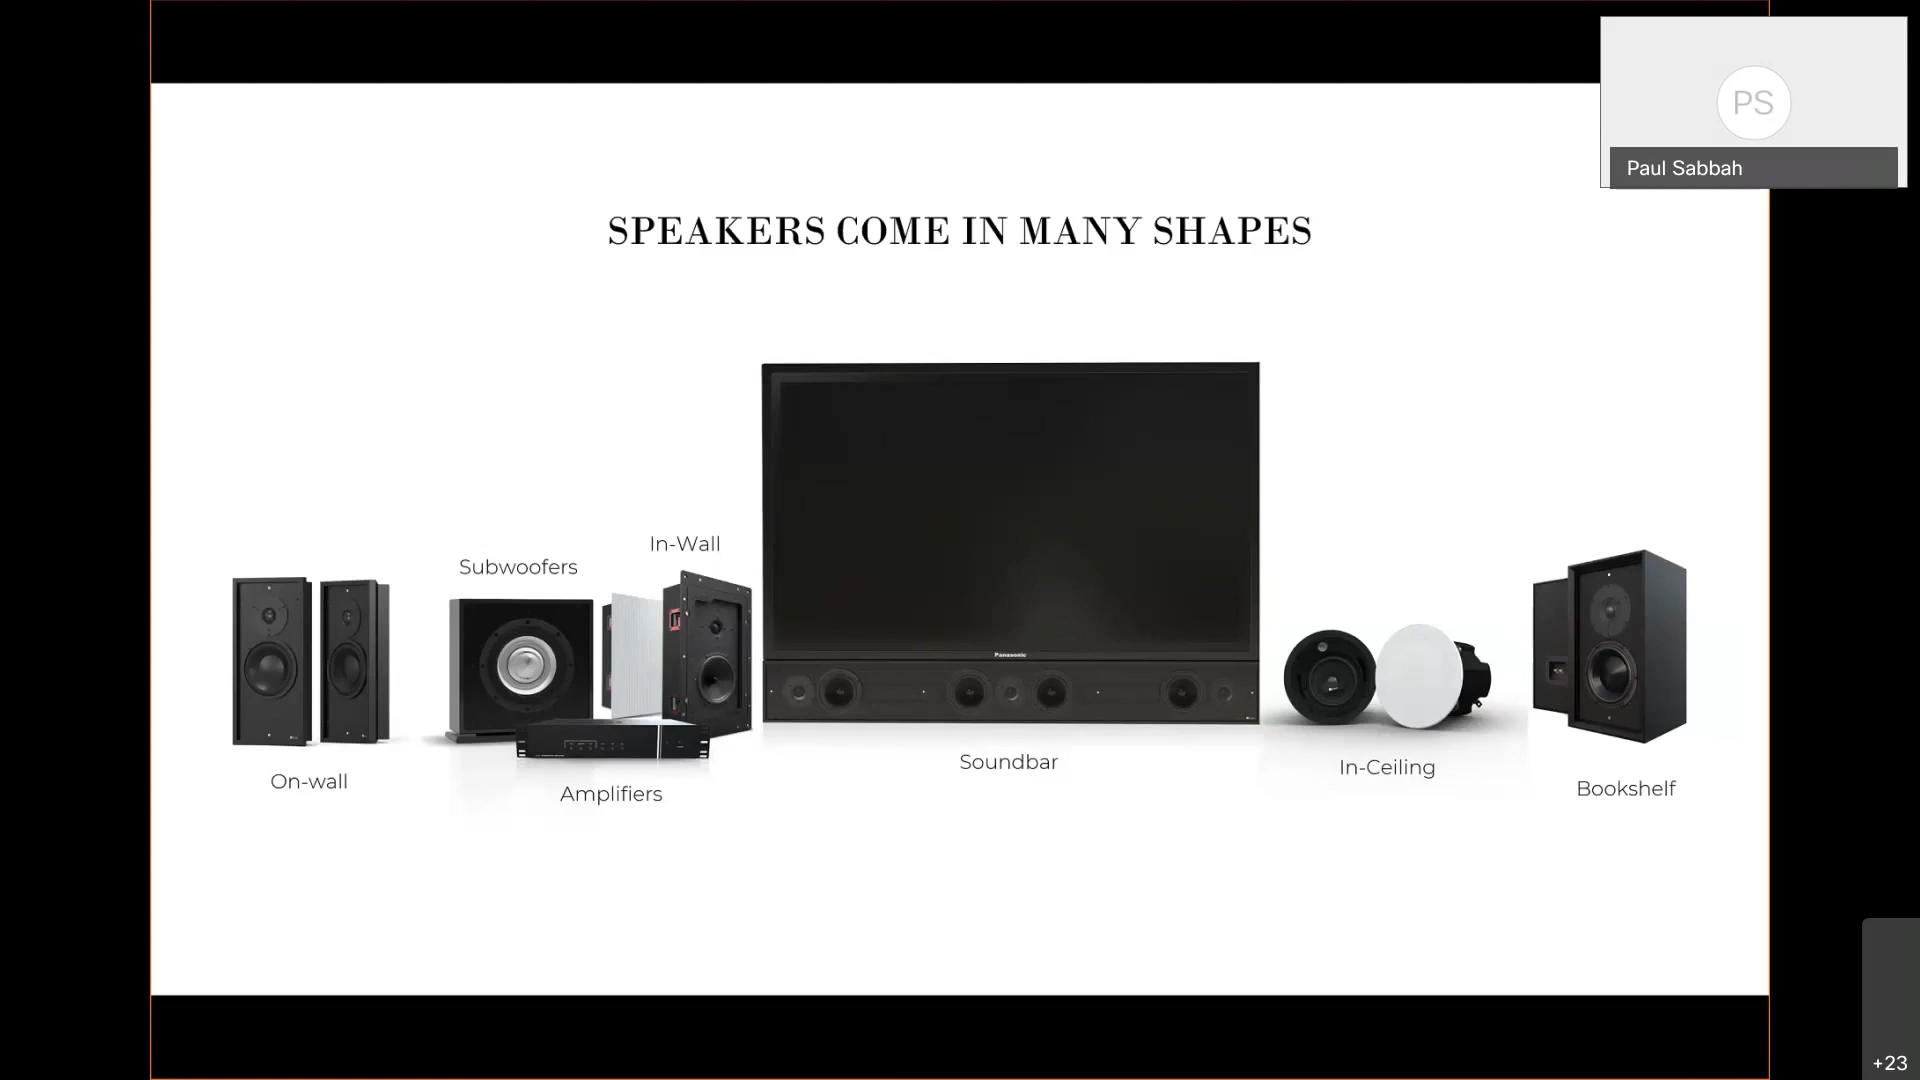 PS
Paul Sabbah
SPEAKERS COME IN MANY SHAPES
In-Wall
Subwoofers
Panasonic
On-wall
Amplifiers
Soundbar
In-Ceiling
Bookshelf
+23